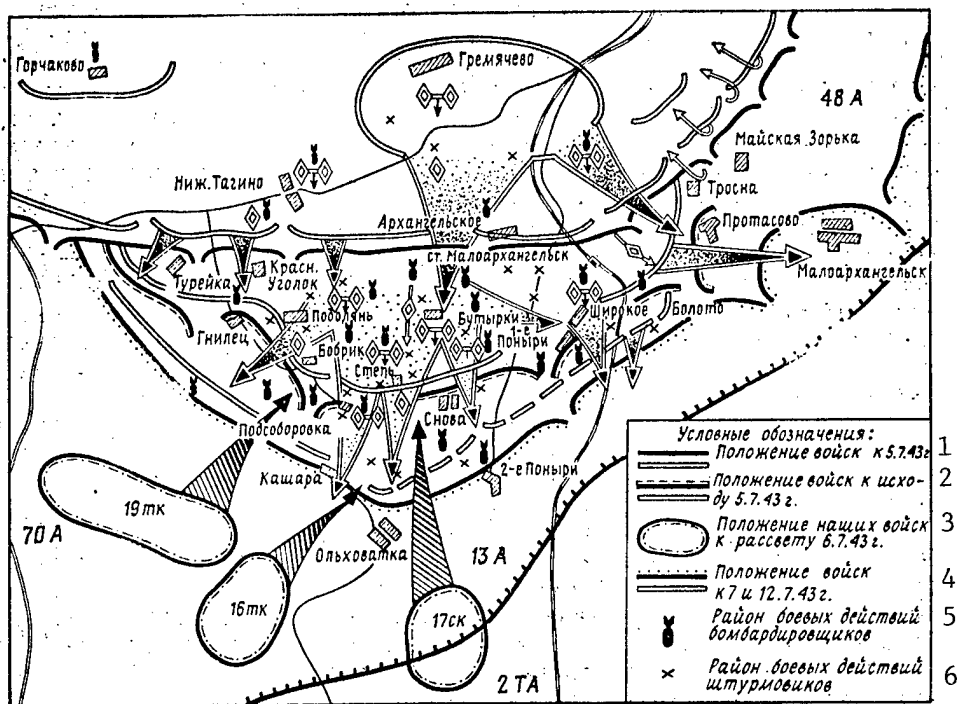 Горчаково
Гремячево
48 А
Майская Зорька
Ниж. Тагино
Тросна
Архангельское
Протасово
ст. Малоархангельск
Малоархангельск
Турейка
Красн.
Уголок
Подолянь
Бутырки
Широкое
Болото
Гнилец
1-е
Поныри
Бобрик
Степь
Снова
Подсоборовка
Кашара
2-е Поныри
19 тк
70 А
Ольховатка
13 А
16 тк
17 ск
2 ТА
Условные обозначения:
Положение войск к 5.7.43 г. 1
Положение войск к исхо- 2
ду 5.7.43 г.
Положение наших войск 3
к рассвету 6.7.43 г.
Положение войск 4
к 7 и 12.7.43 г.
Район боевых действий 5
бомбардировщиков
Район боевых действий
штурмовиков 6